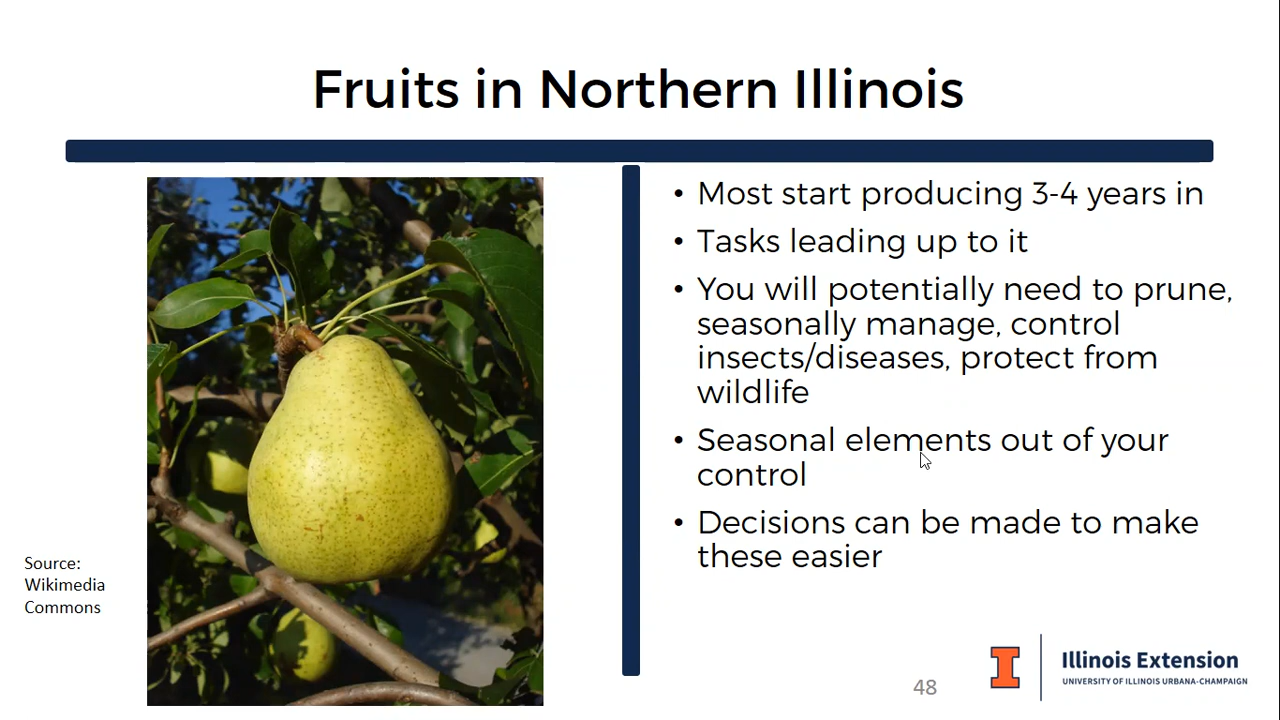 Fruits in Northern Illinois
• Most start producing 3-4 years in
• Tasks leading up to it
• You will potentially need to prune,
seasonally manage, control
insects/diseases, protect from
wildlife
• Seasonal elements out of your
control
• Decisions can be made to make
these easier
Source:
Wikimedia
Commons
48
I
Illinois Extension
UNIVERSITY OF ILLINOIS URBANA-CHAMPAIGN